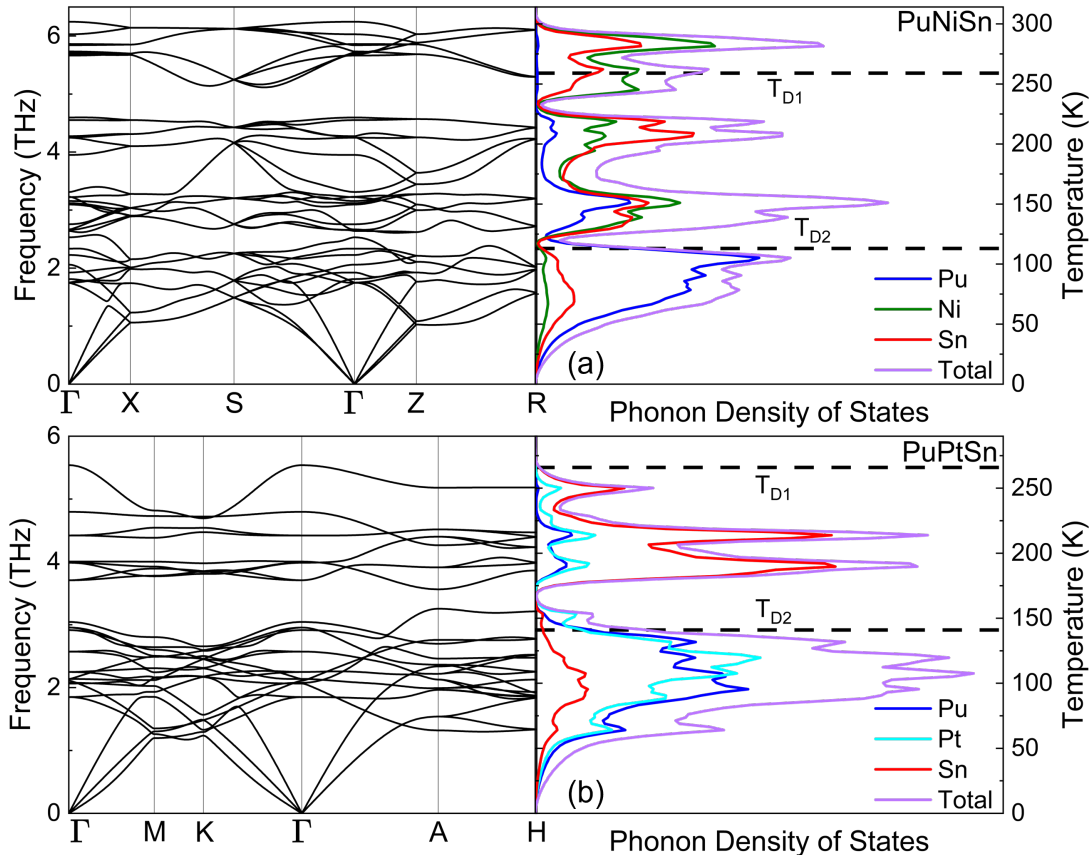 PuNiSn
Frequency (THz)
6
4
2
0
Γ X S Γ Z R
T_D1
T_D2
Pu
Ni
Sn
Total
(a)
300
250
200
150
100
50
0
Temperature (K)
Phonon Density of States
PuPtSn
Frequency (THz)
6
4
2
0
Γ M K Γ A H
T_D1
T_D2
Pu
Pt
Sn
Total
(b)
250
200
150
100
50
0
Temperature (K)
Phonon Density of States